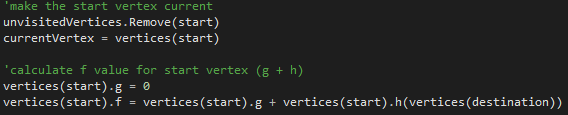 'make the start vertex current
unvisitedVertices.Remove(start)
currentVertex = vertices(start)
'calculate f value for start vertex (g + h)
vertices(start).g = 0
vertices(start).f = vertices(start).g + vertices(start).h(vertices(destination))